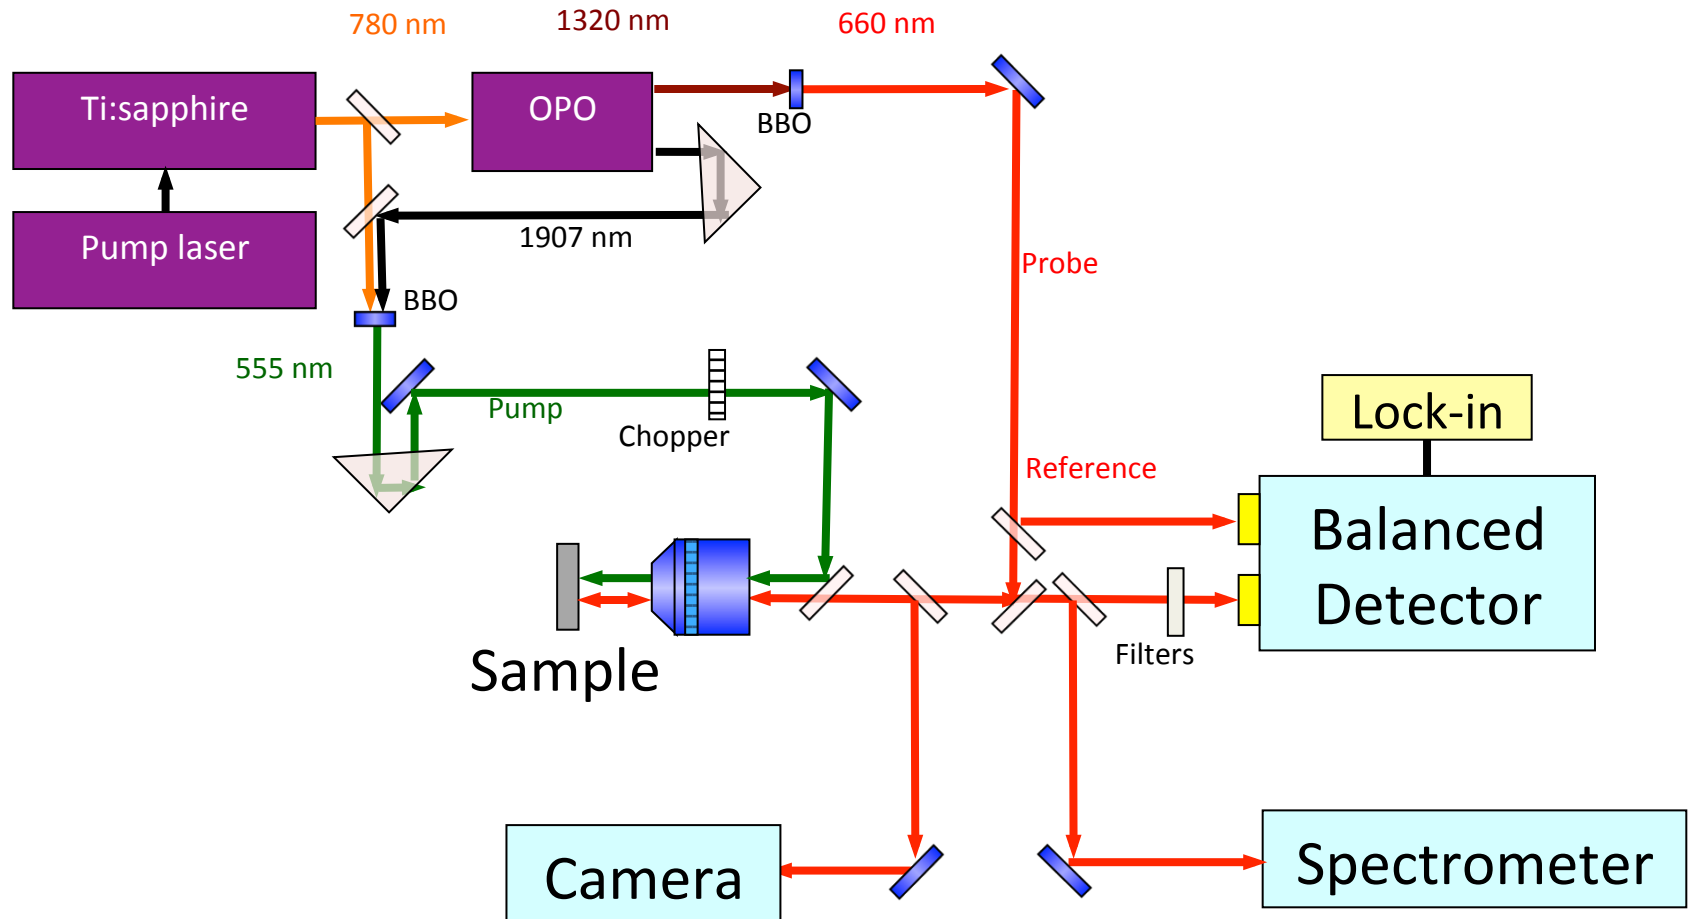 780 nm
1320 nm
660 nm
Ti:sapphire
OPO
BBO
Pump laser
1907 nm
BBO
Probe
555 nm
Pump
Chopper
Lock-in
Reference
Balanced
Detector
Sample
Filters
Camera
Spectrometer